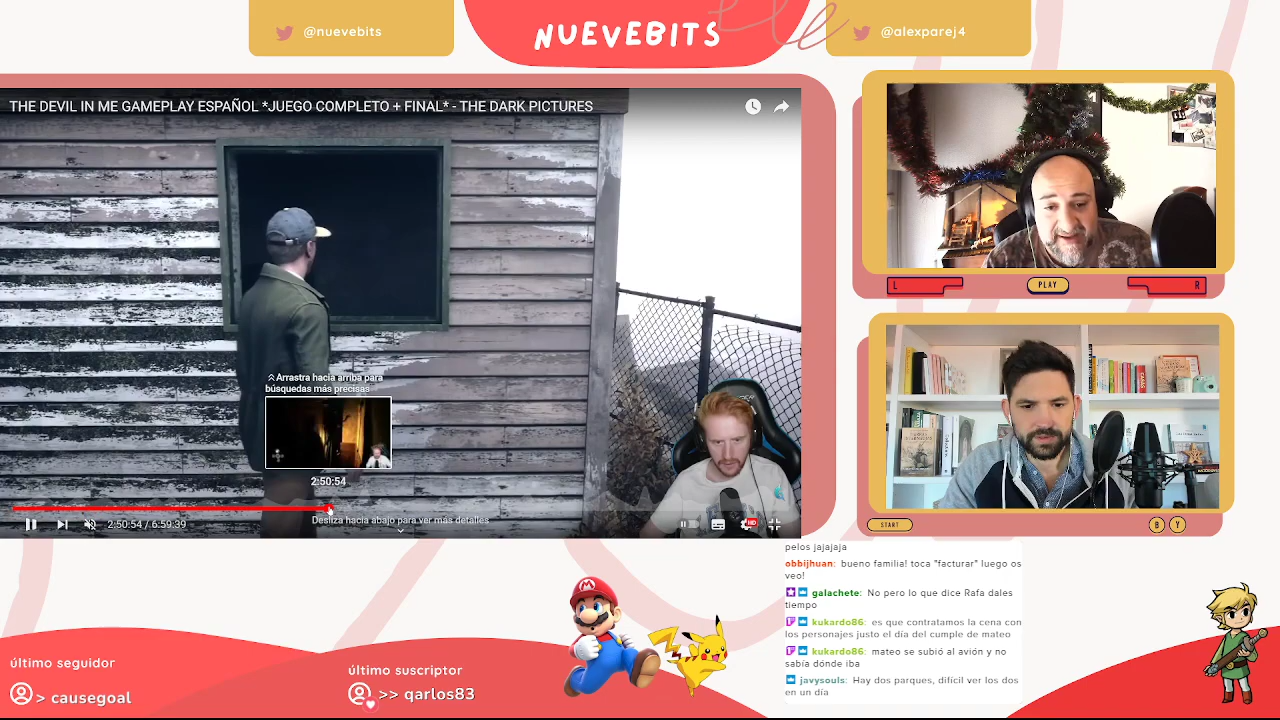 @nuevebits
NUEVEBITS
@alexparej4
THE DEVIL IN ME GAMEPLAY ESPAÑOL *JUEGO COMPLETO + FINAL* - THE DARK PICTURES
Arrastra hacia arriba para
búsquedas más precisas
2:50:54
2:50:54 / 6:59:39
Desliza hacia abajo para ver más detalles
HD
L
PLAY
R
START
B
Y
pelos jajajaja
obbijhuan: bueno familia! toca "facturar" luego os
veo!
galachete: No pero lo que dice Rafa dales
tiempo
kukardo86: es que contratamos la cena con
los personajes justo el día del cumple de mateo
kukardo86: mateo se subió al avión y no
sabía dónde iba
javysouls: Hay dos parques, difícil ver los dos
en un día
último seguidor
> causegoal
último suscriptor
>> qarlos83